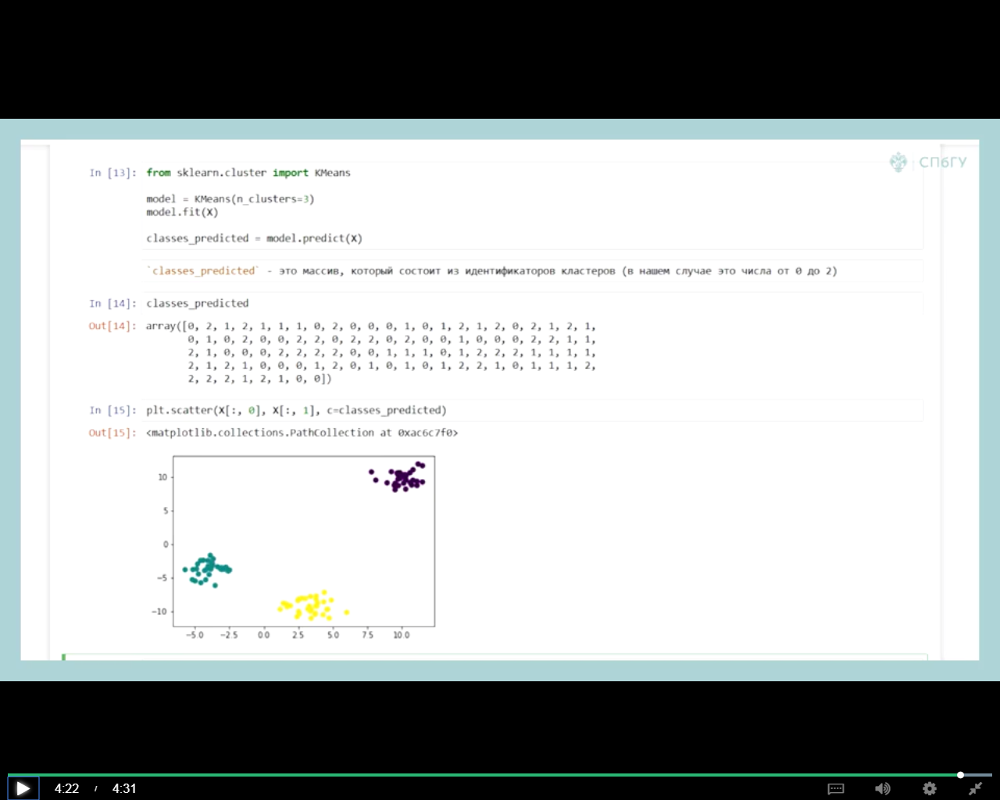 СПбГУ
In [13]: from sklearn.cluster import KMeans
model = KMeans(n_clusters=3)
model.fit(X)
classes_predicted = model.predict(X)
`classes_predicted` - это массив, который состоит из идентификаторов кластеров (в нашем случае это числа от 0 до 2)
In [14]: classes_predicted
Out[14]: array([0, 2, 1, 2, 1, 1, 1, 0, 2, 0, 0, 0, 1, 0, 1, 2, 1, 2, 0, 2, 1, 2, 1,
0, 1, 0, 2, 0, 0, 2, 2, 0, 2, 2, 0, 2, 0, 0, 1, 0, 0, 0, 2, 2, 1, 1,
2, 1, 0, 0, 0, 2, 2, 2, 2, 0, 0, 1, 1, 1, 0, 1, 2, 2, 2, 1, 1, 1, 1,
2, 1, 2, 1, 0, 0, 0, 1, 2, 0, 1, 0, 1, 0, 1, 2, 2, 1, 0, 1, 1, 1, 2,
2, 2, 2, 1, 2, 1, 0, 0])
In [15]: plt.scatter(X[:, 0], X[:, 1], c=classes_predicted)
Out[15]: <matplotlib.collections.PathCollection at 0xac6c7f0>
10
5
0
−5
−10
−5.0 −2.5 0.0 2.5 5.0 7.5 10.0
4:22 / 4:31